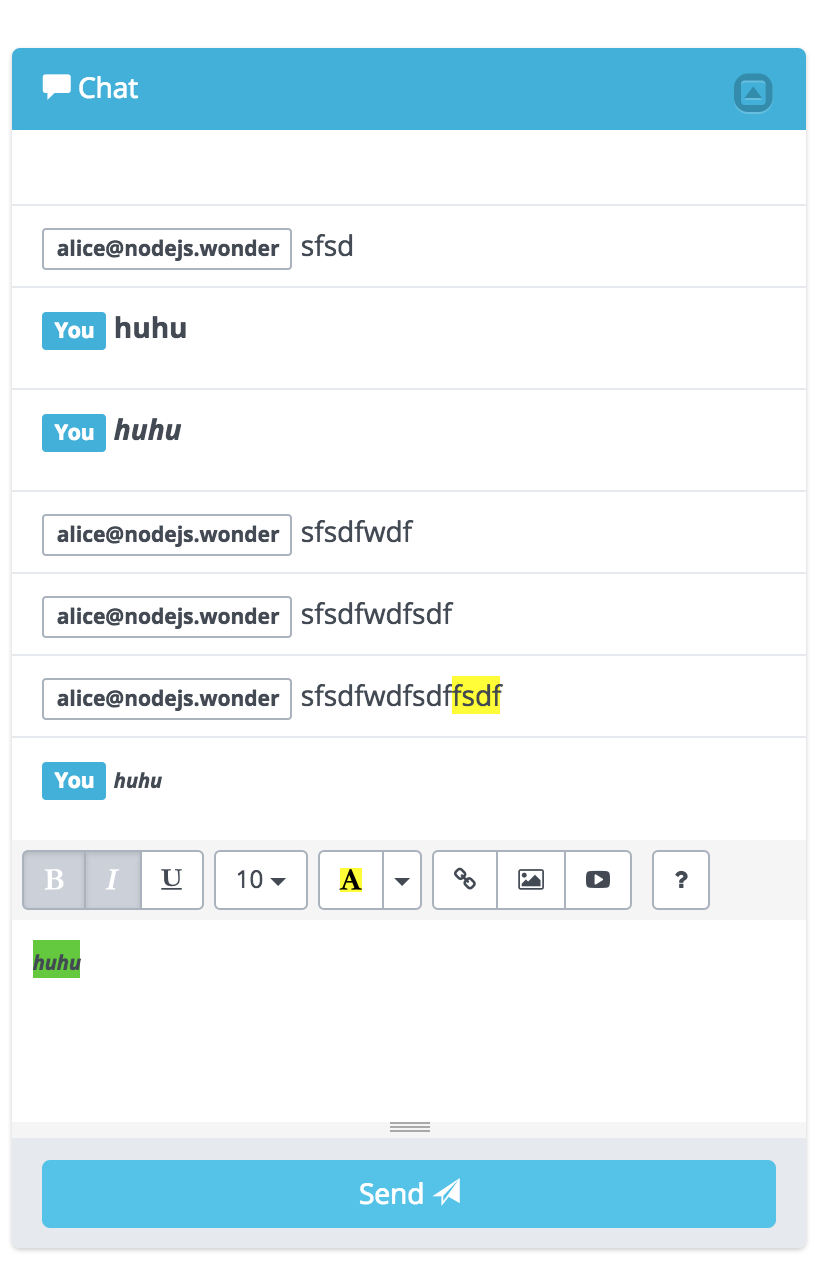 Chat
alice@nodejs.wonder sfsd
You huhu
You huhu
alice@nodejs.wonder sfsdfwdf
alice@nodejs.wonder sfsdfwdfsdf
alice@nodejs.wonder sfsdfwdfsdffsdf
You huhu
B I U 10 A ?
huhu
Send